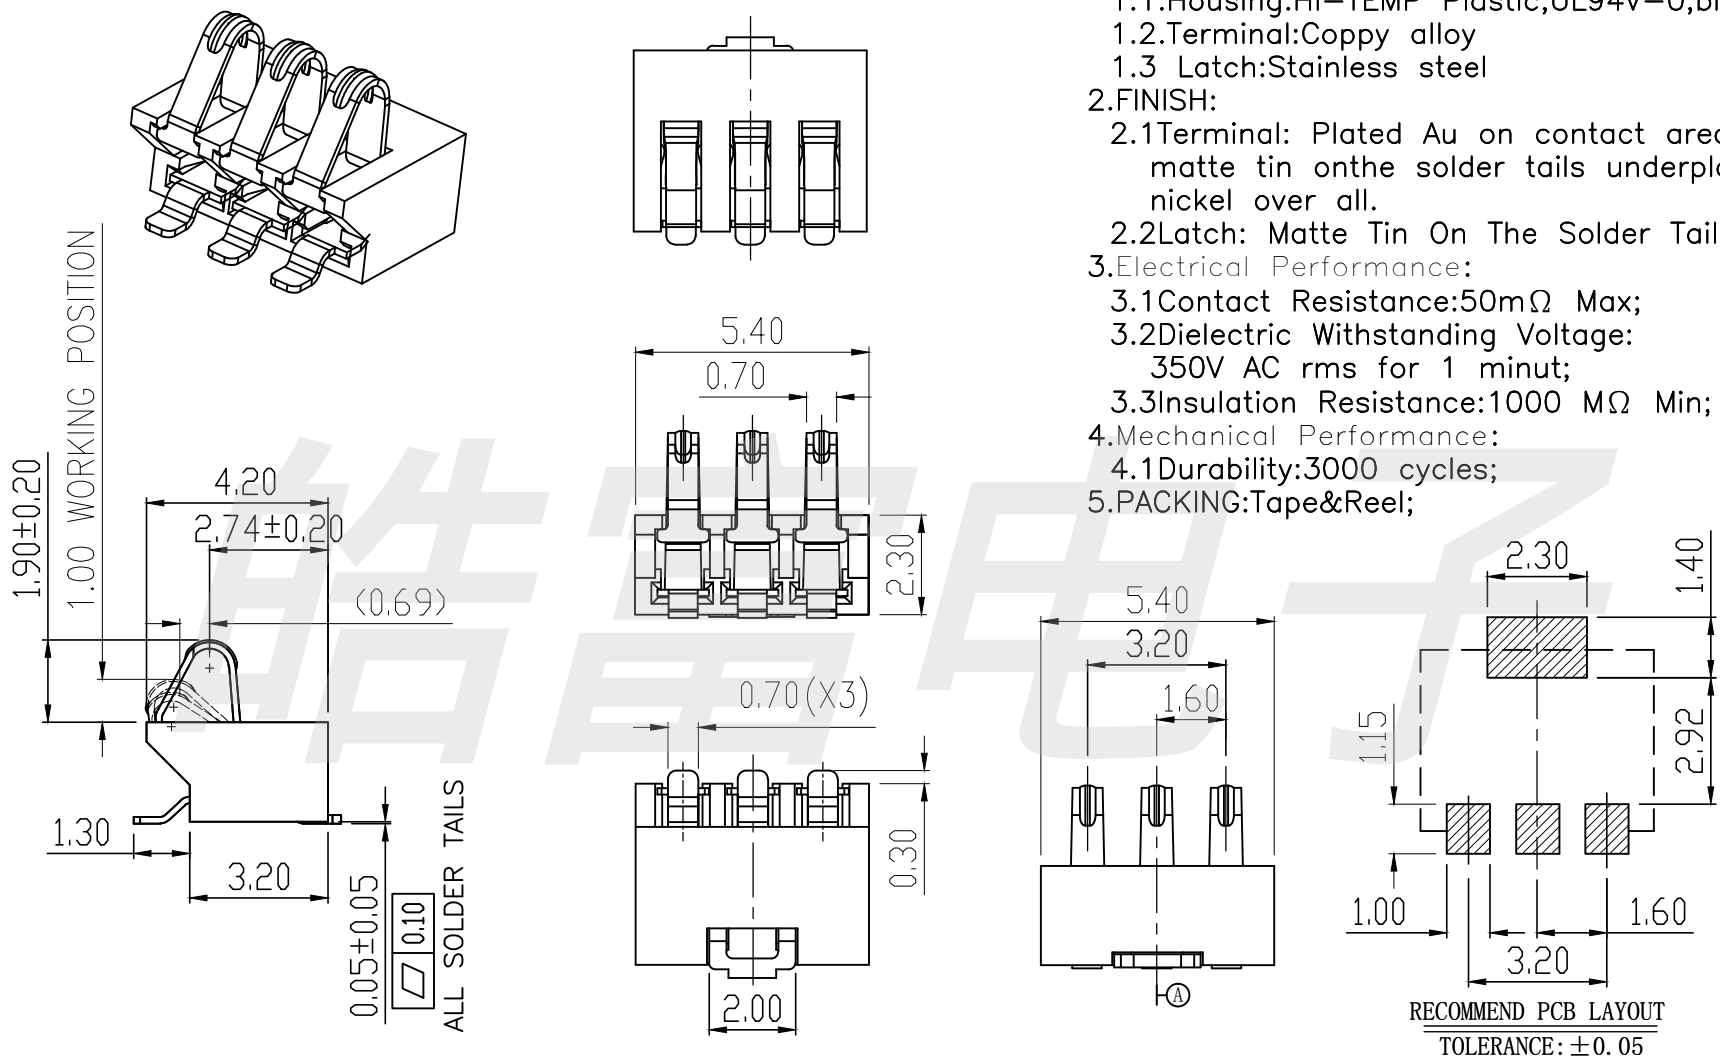 1.1.Housing:HI-TEMP Plastic,UL94V-0,
1.2.Terminal:Coppy alloy
1.3 Latch:Stainless steel
2.FINISH:
2.1Terminal: Plated Au on contact
matte tin onthe solder tails
nickel over all.
2.2Latch: Matte Tin On The Solder Tail
3.Electrical Performance:
3.1Contact Resistance:50mΩ Max;
3.2Dielectric Withstanding Voltage:
350V AC rms for 1 minut;
3.3Insulation Resistance:1000 MΩ Min;
4.Mechanical Performance:
4.1Durability:3000 cycles;
5.PACKING:Tape&Reel;
5.40
0.70
2.30
1.90±0.20
1.00 WORKING POSITION
4.20
2.74±0.20
(0.69)
1.30
3.20
0.05±0.05
0.10
ALL SOLDER TAILS
0.70(X3)
0.30
2.00
5.40
3.20
1.60
A
2.30
1.40
1.15
2.92
1.00
1.60
3.20
RECOMMEND PCB LAYOUT
TOLERANCE:±0.05
皓富电子